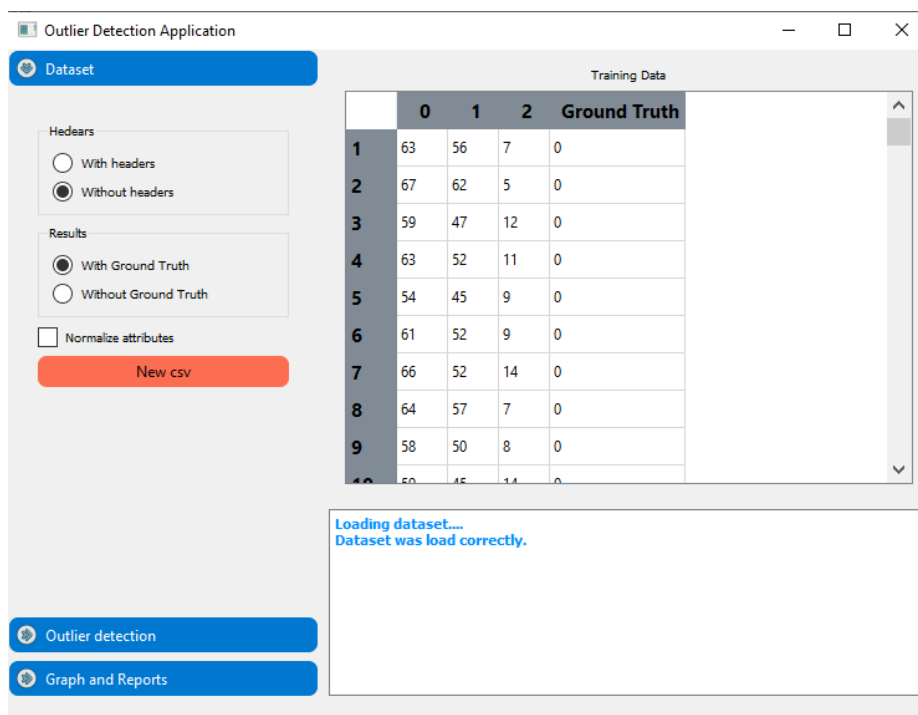 Outlier Detection Application
Dataset
Hedears
With headers
Without headers
Results
With Ground Truth
Without Ground Truth
Normalize attributes
New csv
Outlier detection
Graph and Reports
Training Data
0 1 2 Ground Truth
1 63 56 7 0
2 67 62 5 0
3 59 47 12 0
4 63 52 11 0
5 54 45 9 0
6 61 52 9 0
7 66 52 14 0
8 64 57 7 0
9 58 50 8 0
Loading dataset....
Dataset was load correctly.